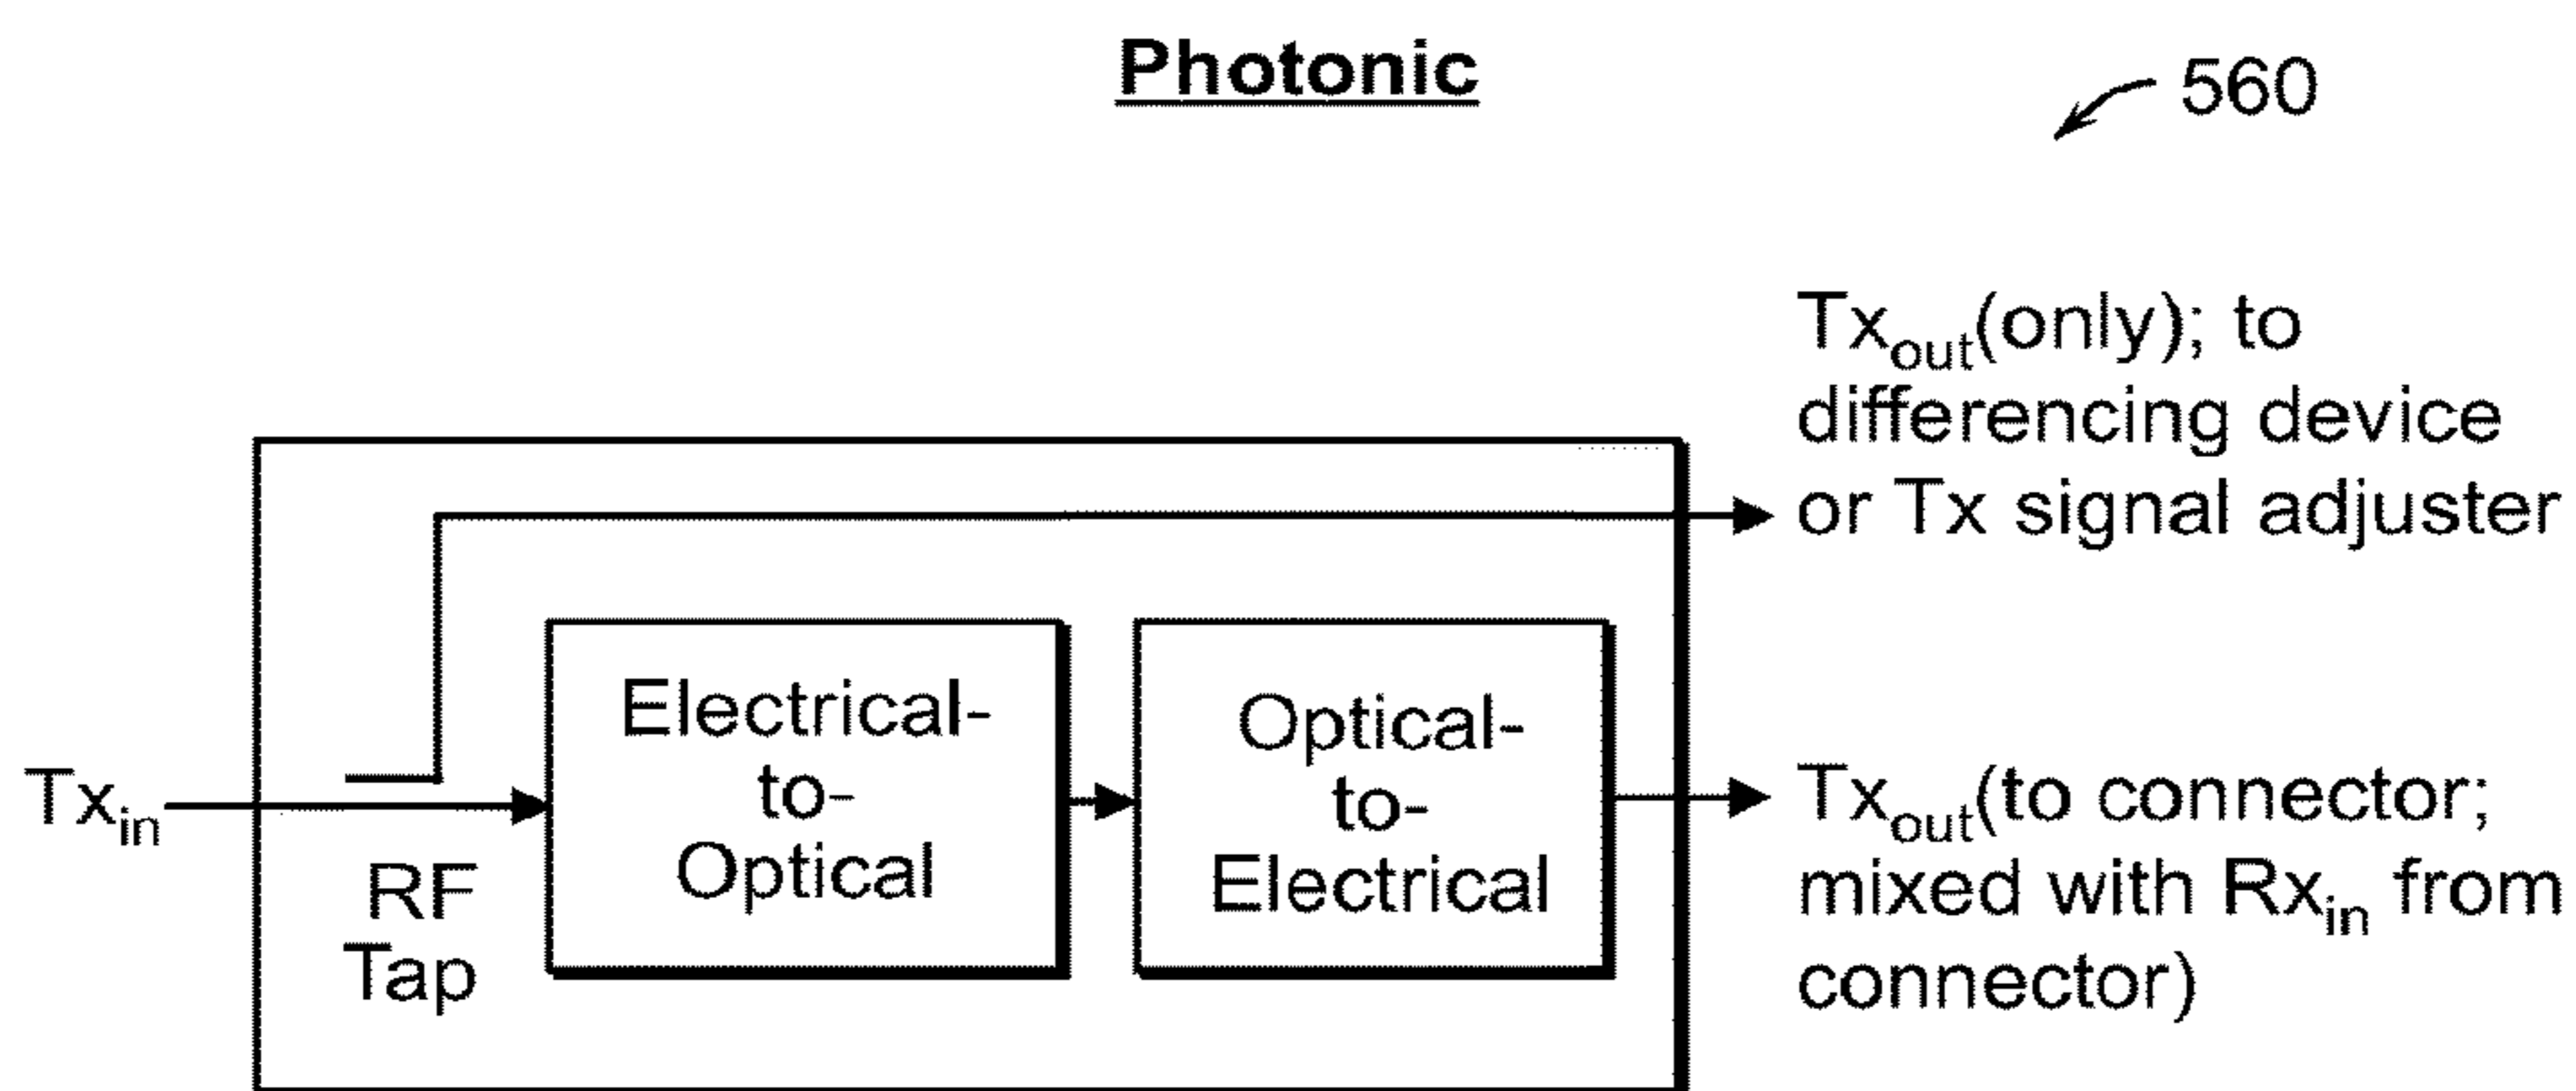 Photonic
560
Tx_out(only); to
differencing device
or Tx signal adjuster
Electrical-
to-
Optical
Optical-
to-
Electrical
Tx_in
RF
Tap
Tx_out(to connector;
mixed with Rx_in from
connector)